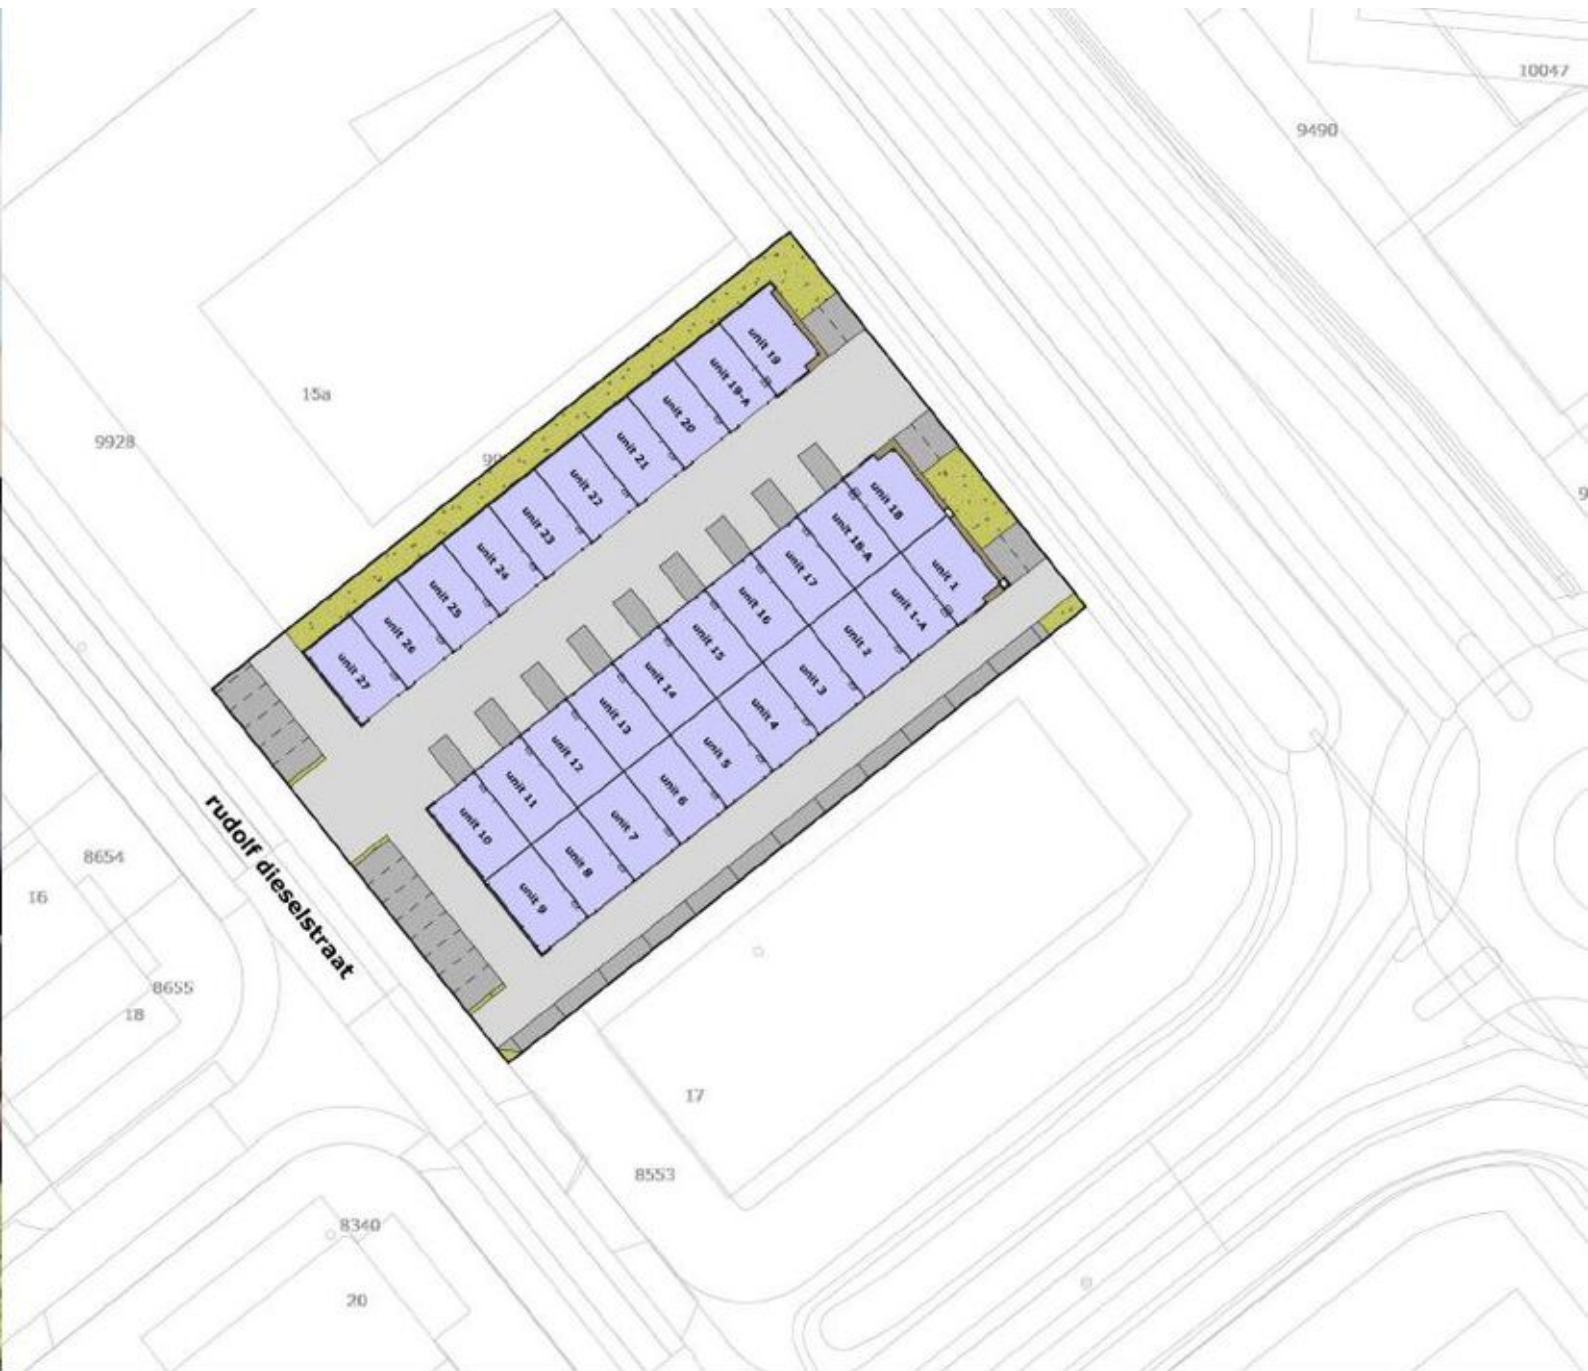 10047
9490
15a
9928
99
9
unit 19
unit 19-A
unit 20
unit 21
unit 22
unit 23
unit 24
unit 25
unit 26
unit 27
unit 18
unit 18-A
unit 17
unit 16
unit 15
unit 14
unit 13
unit 12
unit 11
unit 10
unit 1
unit 1-A
unit 2
unit 3
unit 4
unit 5
unit 6
unit 7
unit 8
unit 9
rudolf dieselstraat
8654
16
8655
18
17
8553
8340
20